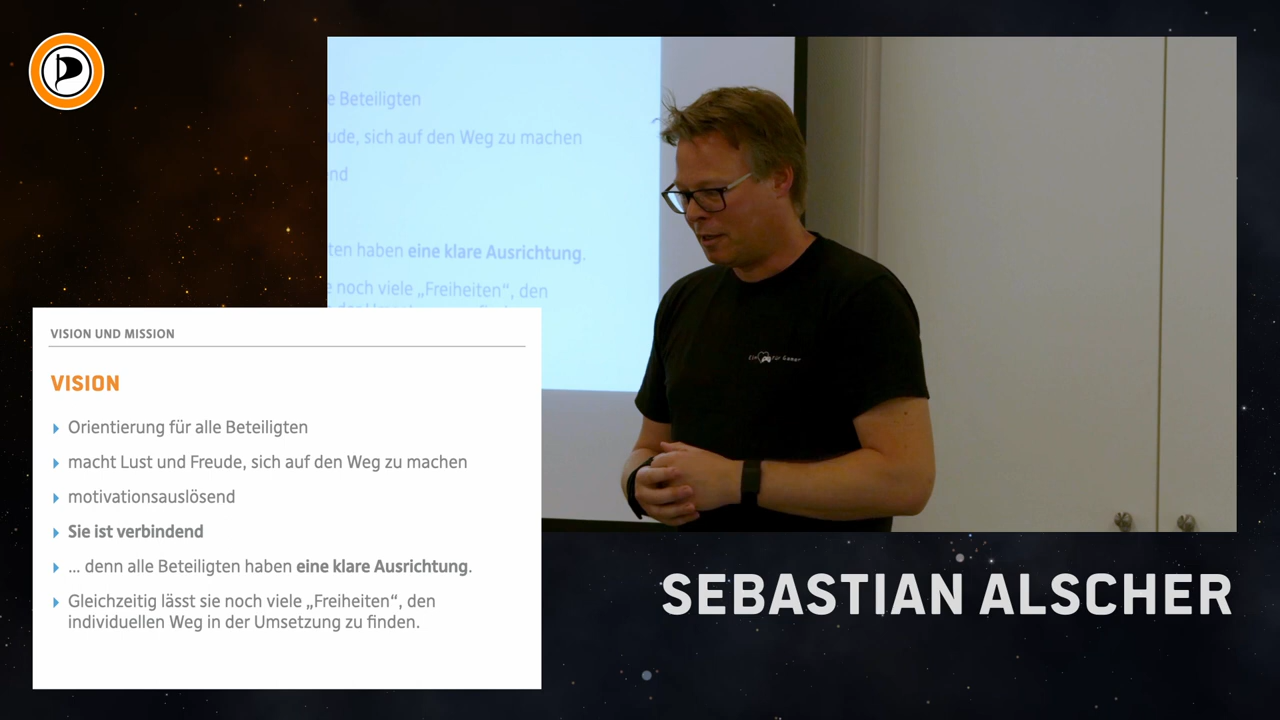 e Beteiligten
ude, sich auf den Weg zu machen
nd
ten haben eine klare Ausrichtung.
e noch viele „Freiheiten“, den
VISION UND MISSION
VISION
Orientierung für alle Beteiligten
macht Lust und Freude, sich auf den Weg zu machen
motivationsauslösend
Sie ist verbindend
... denn alle Beteiligten haben eine klare Ausrichtung.
Gleichzeitig lässt sie noch viele „Freiheiten“, den
individuellen Weg in der Umsetzung zu finden.
für Gamer
SEBASTIAN ALSCHER